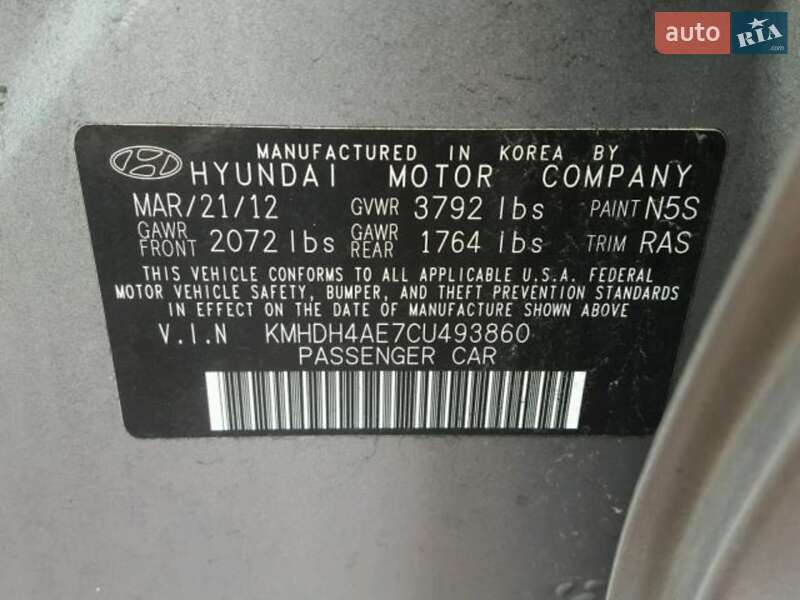 auto RIA
MANUFACTURED IN KOREA BY
HYUNDAI MOTOR COMPANY
MAR/21/12 GVWR 3792 lbs PAINT N5S
GAWR FRONT 2072 lbs GAWR REAR 1764 lbs TRIM RAS
THIS VEHICLE CONFORMS TO ALL APPLICABLE U.S.A. FEDERAL
MOTOR VEHICLE SAFETY, BUMPER, AND THEFT PREVENTION STANDARDS
IN EFFECT ON THE DATE OF MANUFACTURE SHOWN ABOVE
V.I.N KMHDH4AE7CU493860
PASSENGER CAR